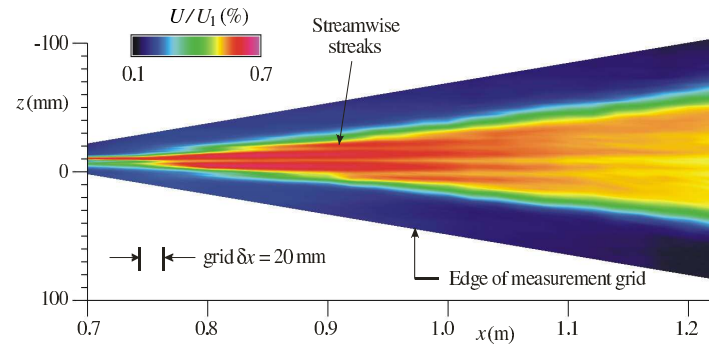 U/U1 (%)
0.1 0.7
Streamwise
streaks
-100
z(mm)
0
100
grid δx = 20 mm
Edge of measurement grid
0.7 0.8 0.9 1.0 x(m) 1.1 1.2